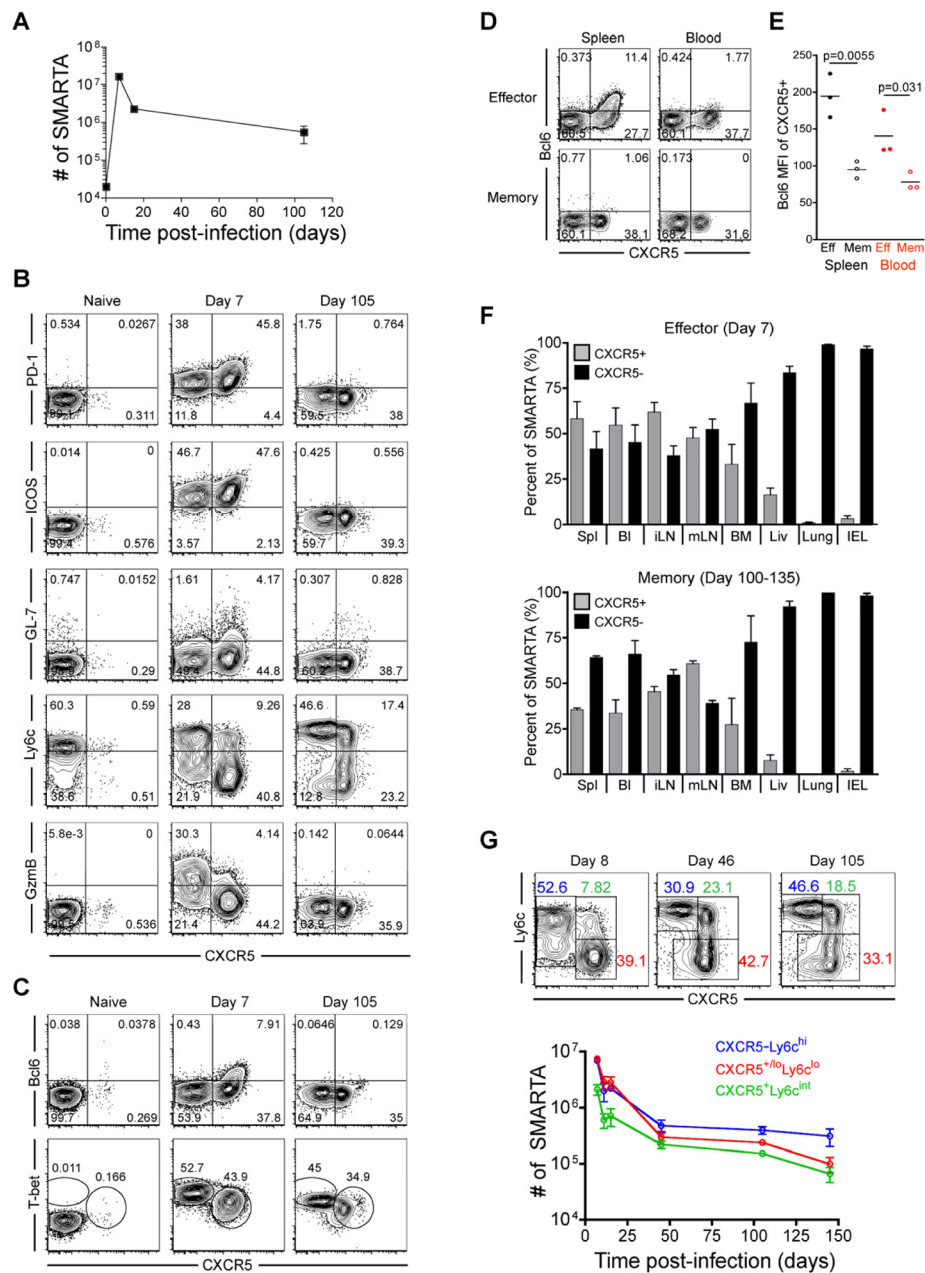 A
# of SMARTA
10^8
10^7
10^6
10^5
10^4
0 20 40 60 80 100 120
Time post-infection (days)
B
Naive Day 7 Day 105
PD-1
0.534 0.0267 38 45.8 1.75 0.764
99.1 0.311 11.8 4.4 59.5 38
ICOS
0.014 0 46.7 47.6 0.425 0.556
99.4 0.576 3.57 2.13 59.7 39.3
GL-7
0.747 0.0152 1.61 4.17 0.307 0.828
0.29 49.4 44.8 60.2 38.7
Ly6c
60.3 0.59 28 9.26 46.6 17.4
38.6 0.51 21.9 40.8 12.8 23.2
GzmB
5.8e-3 0 30.3 4.14 0.142 0.0644
0.536 21.4 44.2 63.9 35.9
CXCR5
C
Naive Day 7 Day 105
Bcl6
0.038 0.0378 0.43 7.91 0.0646 0.129
99.7 0.269 53.9 37.8 64.9 35
T-bet
0.011 0.166 52.7 43.9 45 34.9
CXCR5
D
Spleen Blood
Effector
Memory
Bcl6
0.373 11.4 0.424 1.77
60.5 27.7 60.1 37.7
0.77 1.06 0.173 0
60.1 38.1 68.2 31.6
CXCR5
E
p=0.0055
p=0.031
Bcl6 MFI of CXCR5+
250
200
150
100
50
0
Eff Mem Eff Mem
Spleen Blood
F
Effector (Day 7)
CXCR5+
CXCR5-
Percent of SMARTA (%)
100
75
50
25
0
Spl Bl iLN mLN BM Liv Lung IEL
Memory (Day 100-135)
CXCR5+
CXCR5-
Percent of SMARTA (%)
100
75
50
25
0
Spl Bl iLN mLN BM Liv Lung IEL
G
Day 8 Day 46 Day 105
Ly6c
52.6 7.82 30.9 23.1 46.6 18.5
39.1 42.7 33.1
CXCR5
CXCR5-Ly6c^hi
CXCR5^+/lo Ly6c^lo
CXCR5^+Ly6c^int
# of SMARTA
10^7
10^6
10^5
10^4
0 25 50 75 100 125 150
Time post-infection (days)